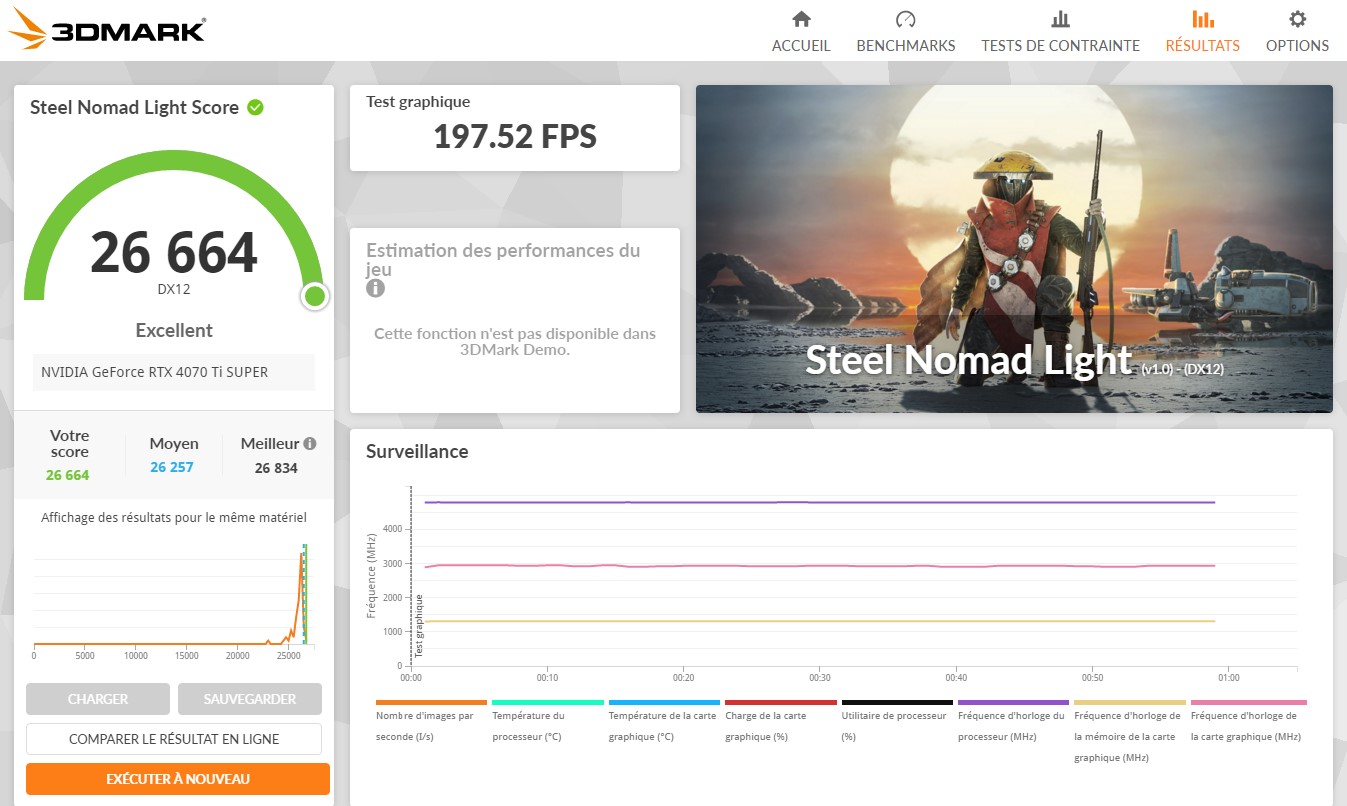 3DMARK
ACCUEIL
BENCHMARKS
TESTS DE CONTRAINTE
RÉSULTATS
OPTIONS
Steel Nomad Light Score
26 664
DX12
Excellent
NVIDIA GeForce RTX 4070 Ti SUPER
Votre
score
26 664
Moyen
26 257
Meilleur
26 834
Affichage des résultats pour le même matériel
0 5000 10000 15000 20000 25000
CHARGER
SAUVEGARDER
COMPARER LE RÉSULTAT EN LIGNE
EXÉCUTER À NOUVEAU
Test graphique
197.52 FPS
Estimation des performances du
jeu
Cette fonction n'est pas disponible dans
3DMark Demo.
Steel Nomad Light (v1.0) - (DX12)
Surveillance
Fréquence (MHz)
4000
3000
2000
1000
0
Test graphique
00:00 00:10 00:20 00:30 00:40 00:50 01:00
Nombre d'images par
seconde (I/s)
Température du
processeur (°C)
Température de la carte
graphique (°C)
Charge de la carte
graphique (%)
Utilitaire de processeur
(%)
Fréquence d'horloge du
processeur (MHz)
Fréquence d'horloge de
la mémoire de la carte
graphique (MHz)
Fréquence d'horloge de
la carte graphique (MHz)